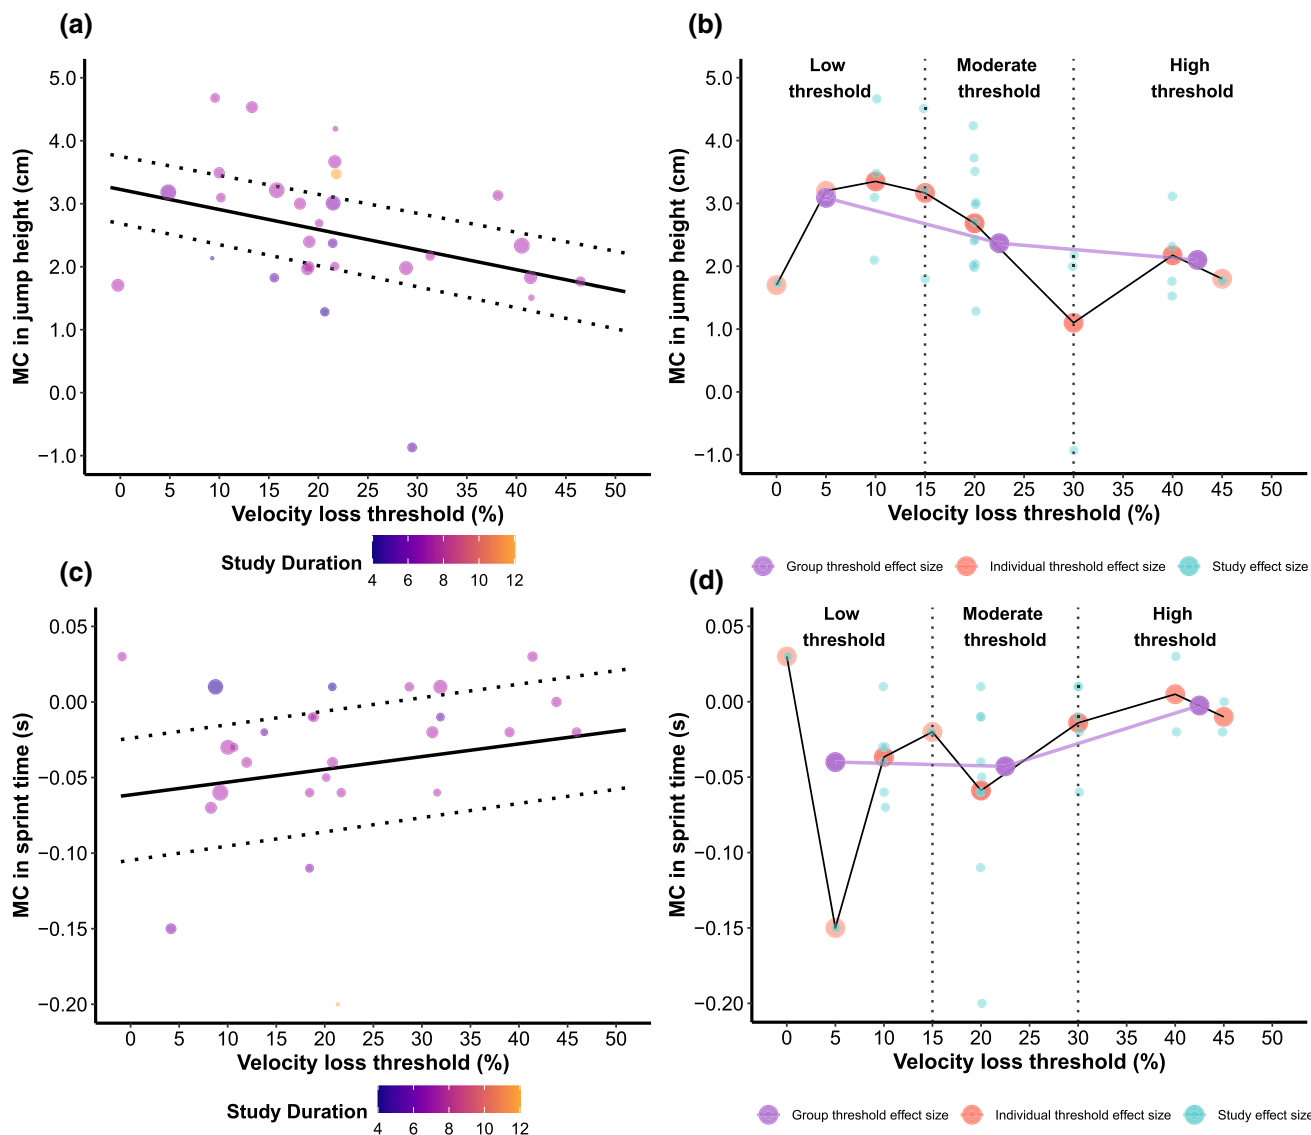 (a)
5.0
4.0
3.0
2.0
1.0
0.0
−1.0
MC in jump height (cm)
0 5 10 15 20 25 30 35 40 45 50
Velocity loss threshold (%)
Study Duration
4 6 8 10 12
(b)
Low threshold
Moderate threshold
High threshold
5.0
4.0
3.0
2.0
1.0
0.0
−1.0
MC in jump height (cm)
0 5 10 15 20 25 30 35 40 45 50
Velocity loss threshold (%)
Group threshold effect size Individual threshold effect size Study effect size
(c)
0.05
0.00
−0.05
−0.10
−0.15
−0.20
MC in sprint time (s)
0 5 10 15 20 25 30 35 40 45 50
Velocity loss threshold (%)
Study Duration
4 6 8 10 12
(d)
Low threshold
Moderate threshold
High threshold
0.05
0.00
−0.05
−0.10
−0.15
−0.20
MC in sprint time (s)
0 5 10 15 20 25 30 35 40 45 50
Velocity loss threshold (%)
Group threshold effect size Individual threshold effect size Study effect size